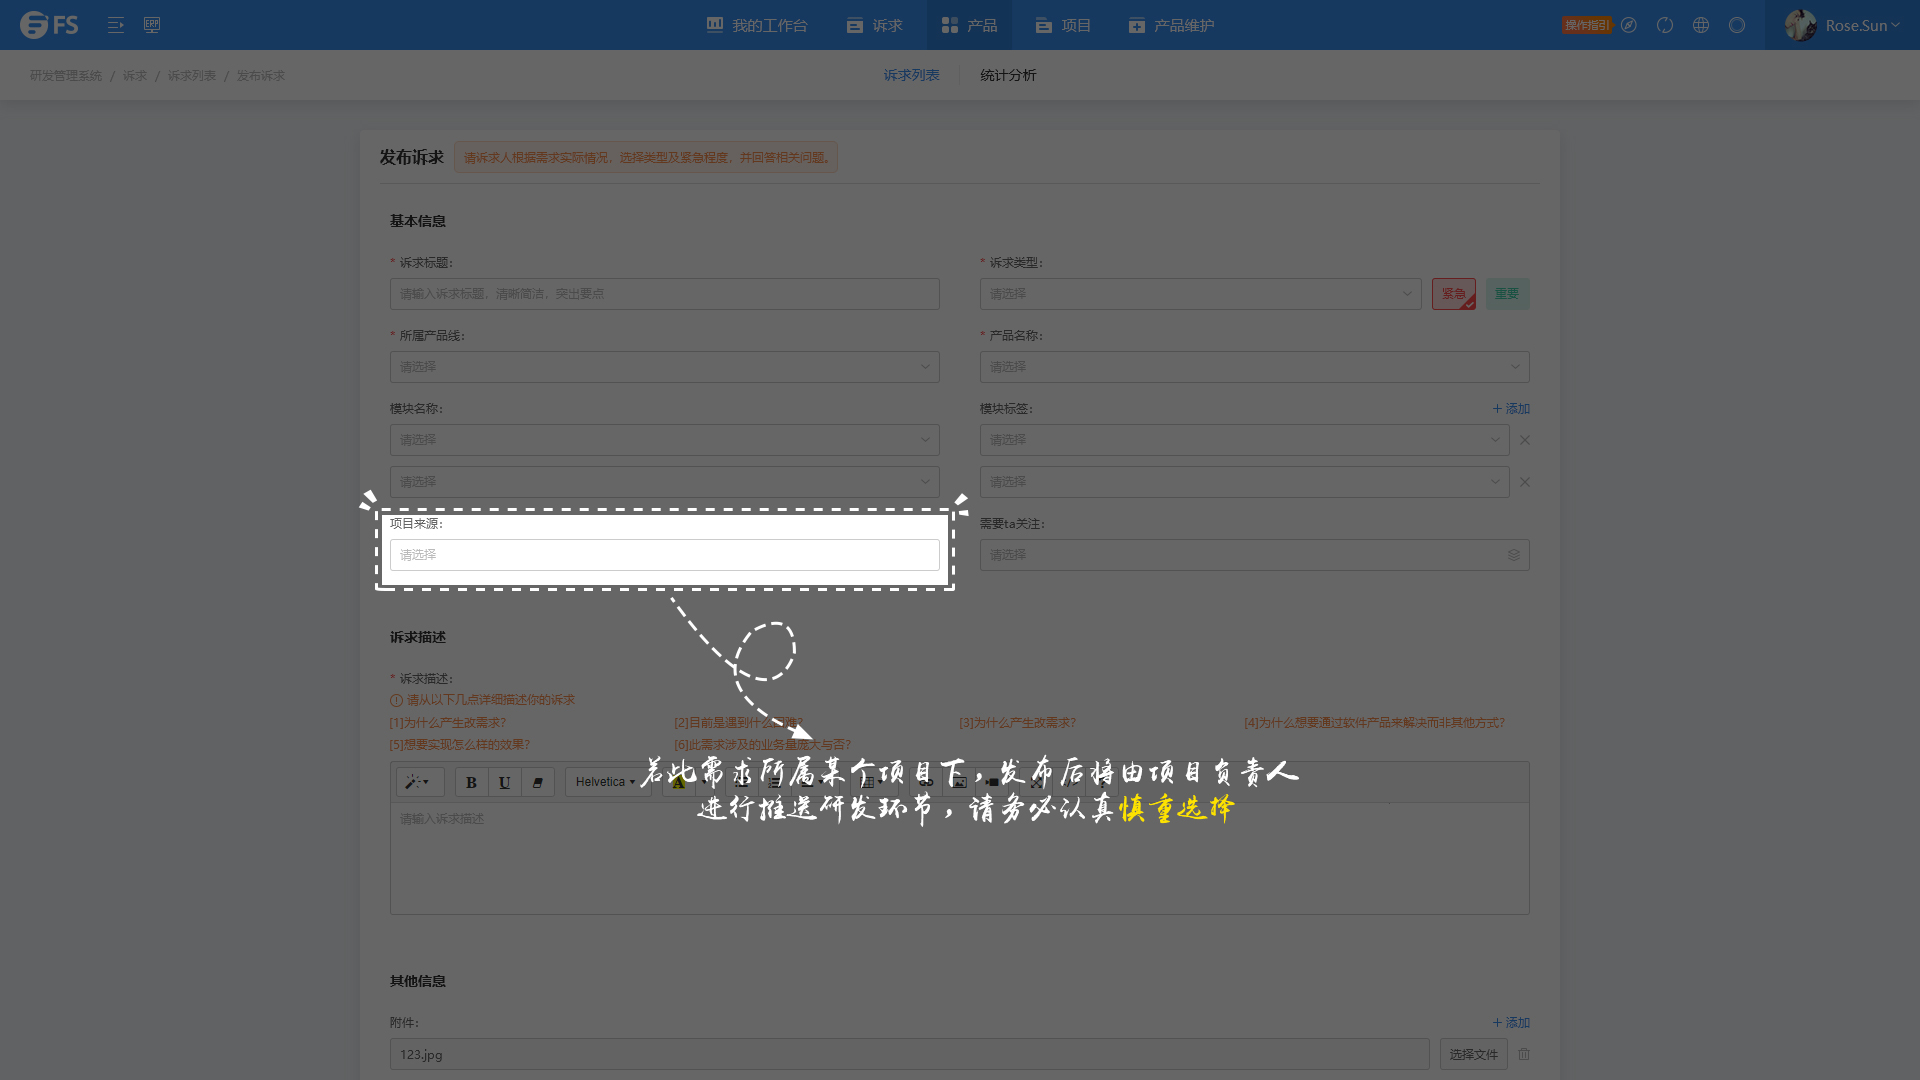 FS
ERP
我的工作台
诉求
产品
项目
产品维护
操作指引
Rose.Sun
研发管理系统 / 诉求 / 诉求列表 / 发布诉求
诉求列表
统计分析
发布诉求
请诉求人根据需求实际情况，选择类型及紧急程度，并回答相关问题。
基本信息
* 诉求标题:
* 诉求类型:
请输入诉求标题，清晰简洁，突出要点
请选择
紧急
重要
* 所属产品线:
* 产品名称:
请选择
请选择
模块名称:
模块标签:
+ 添加
请选择
请选择
请选择
请选择
项目来源:
需要ta关注:
请选择
请选择
诉求描述
* 诉求描述:
请从以下几点详细描述你的诉求
[1]为什么产生改需求?
[2]目前是遇到什么困难?
[3]为什么产生改需求?
[4]为什么想要通过软件产品来解决而非其他方式?
[5]想要实现怎么样的效果?
[6]此需求涉及的业务量庞大与否?
B U Helvetica A
若此需求所属某个项目下，发布后将由项目负责人
进行推送研发环节，请务必认真慎重选择
请输入诉求描述
其他信息
附件:
+ 添加
123.jpg
选择文件